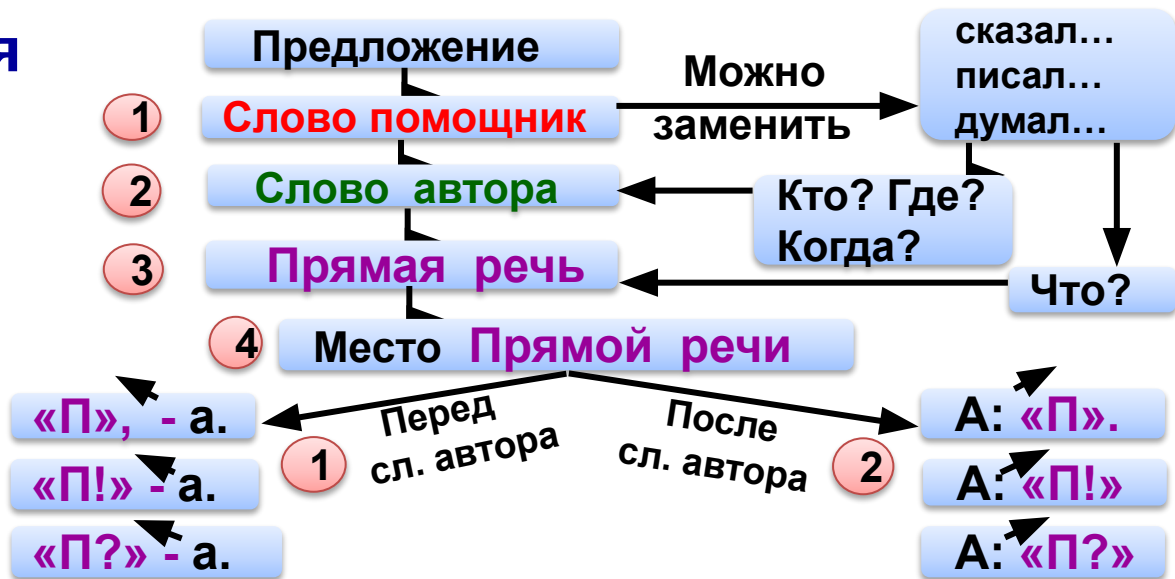 я
Предложение
сказал…
писал…
думал…
Можно
заменить
1
Слово помощник
2
Слово автора
Кто? Где?
Когда?
3
Прямая речь
Что?
4
Место Прямой речи
Перед
сл. автора
После
сл. автора
1
2
«П», - а.
«П!» - а.
«П?» - а.
А: «П».
А: «П!»
А: «П?»